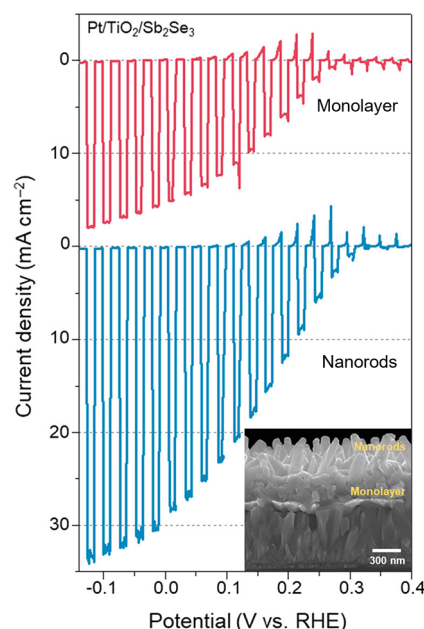 Pt/TiO₂/Sb₂Se₃
0
Monolayer
10
0
10
Nanorods
20
30
Nanorods
Monolayer
300 nm
-0.1 0.0 0.1 0.2 0.3 0.4
Current density (mA cm⁻²)
Potential (V vs. RHE)